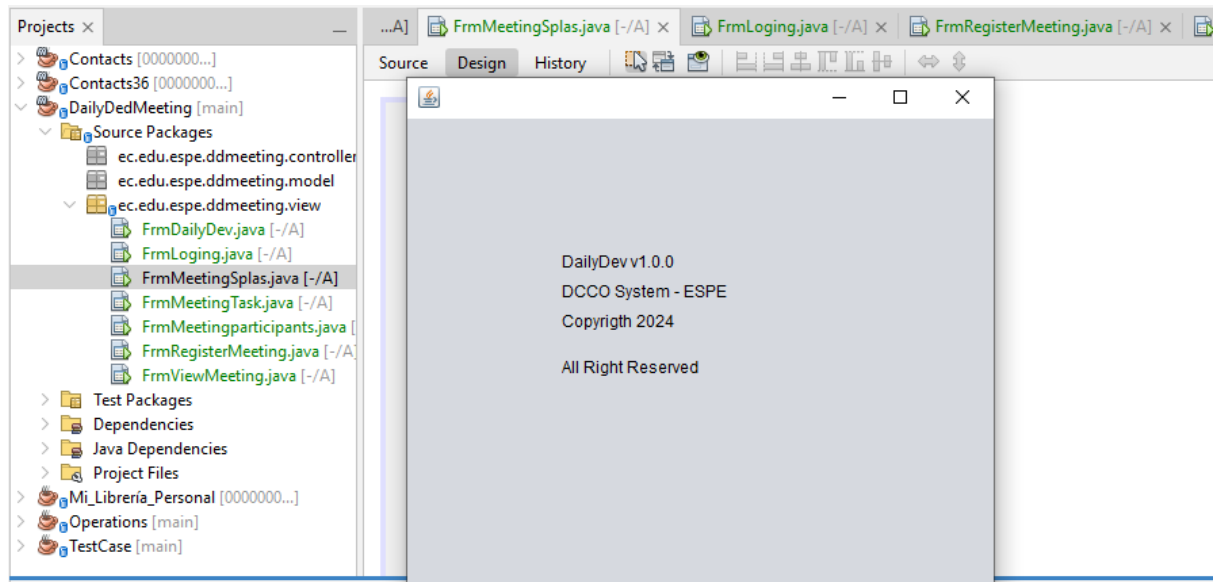 Projects
Contacts [0000000...]
Contacts36 [0000000...]
DailyDedMeeting [main]
Source Packages
ec.edu.espe.ddmeeting.controller
ec.edu.espe.ddmeeting.model
ec.edu.espe.ddmeeting.view
FrmDailyDev.java [-/A]
FrmLoging.java [-/A]
FrmMeetingSplas.java [-/A]
FrmMeetingTask.java [-/A]
FrmMeetingparticipants.java [
FrmRegisterMeeting.java [-/A]
FrmViewMeeting.java [-/A]
Test Packages
Dependencies
Java Dependencies
Project Files
Mi_Librería_Personal [0000000...]
Operations [main]
TestCase [main]
...A] FrmMeetingSplas.java [-/A] FrmLoging.java [-/A] FrmRegisterMeeting.java [-/A]
Source Design History
DailyDev v1.0.0
DCCO System - ESPE
Copyrigth 2024
All Right Reserved